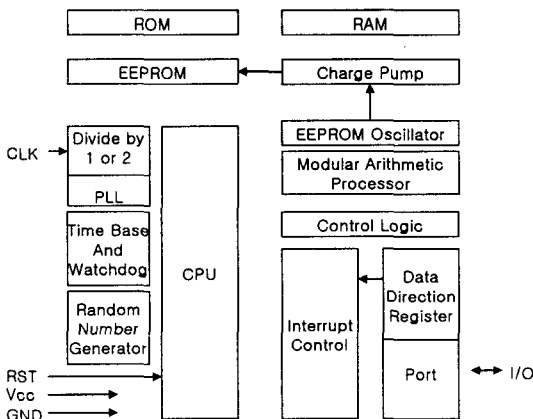 ROM
RAM
EEPROM
Charge Pump
EEPROM Oscillator
Modular Arithmetic
Processor
Control Logic
CLK
Divide by
1 or 2
PLL
Time Base
And
Watchdog
Random
Number
Generator
CPU
Interrupt
Control
Data
Direction
Register
Port
I/O
RST
Vcc
GND